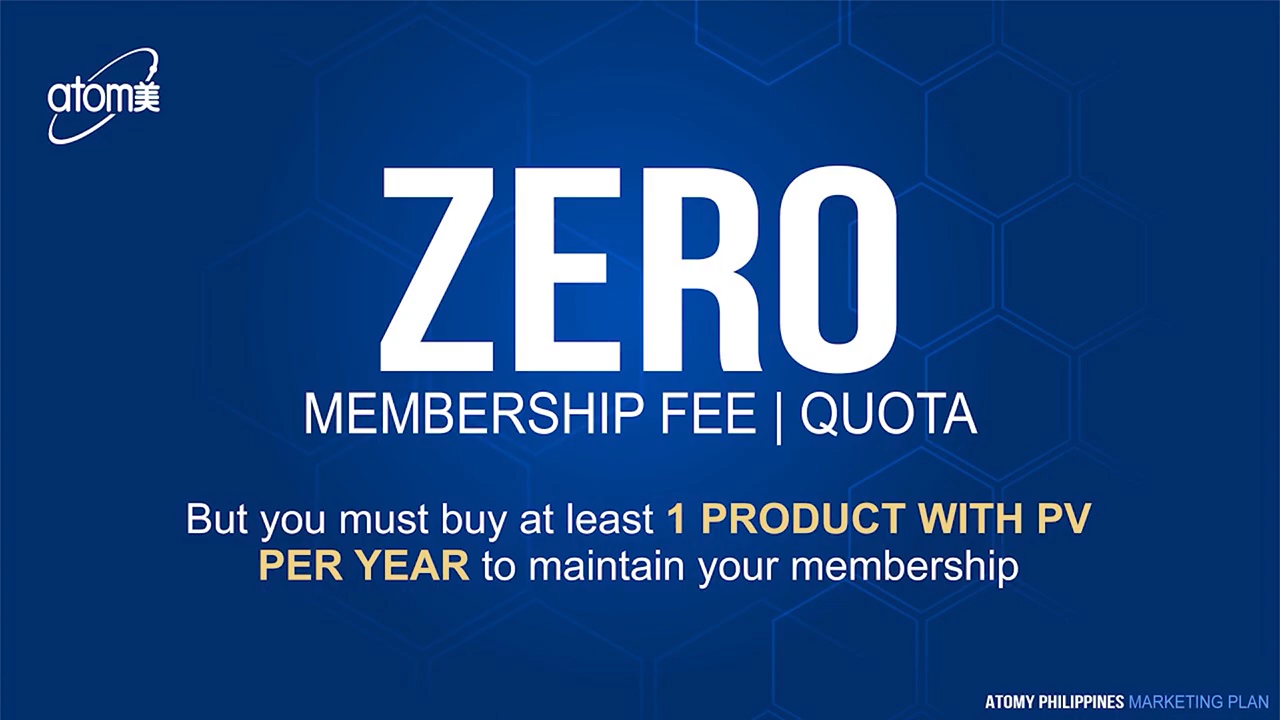 atom美
ZERO
MEMBERSHIP FEE | QUOTA
But you must buy at least 1 PRODUCT WITH PV
PER YEAR to maintain your membership
ATOMY PHILIPPINES MARKETING PLAN